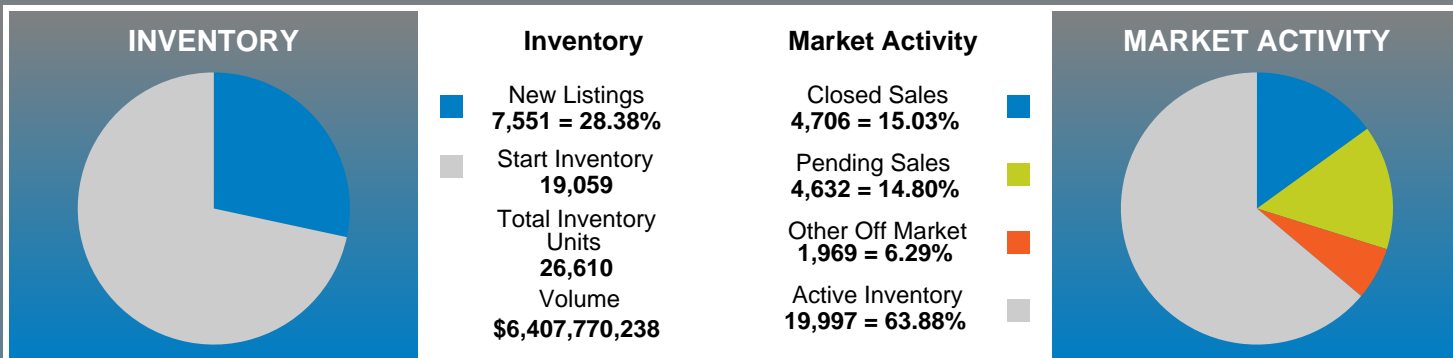 INVENTORY
Inventory
New Listings
7,551 = 28.38%
Start Inventory
19,059
Total Inventory
Units
26,610
Volume
$6,407,770,238
Market Activity
Closed Sales
4,706 = 15.03%
Pending Sales
4,632 = 14.80%
Other Off Market
1,969 = 6.29%
Active Inventory
19,997 = 63.88%
MARKET ACTIVITY